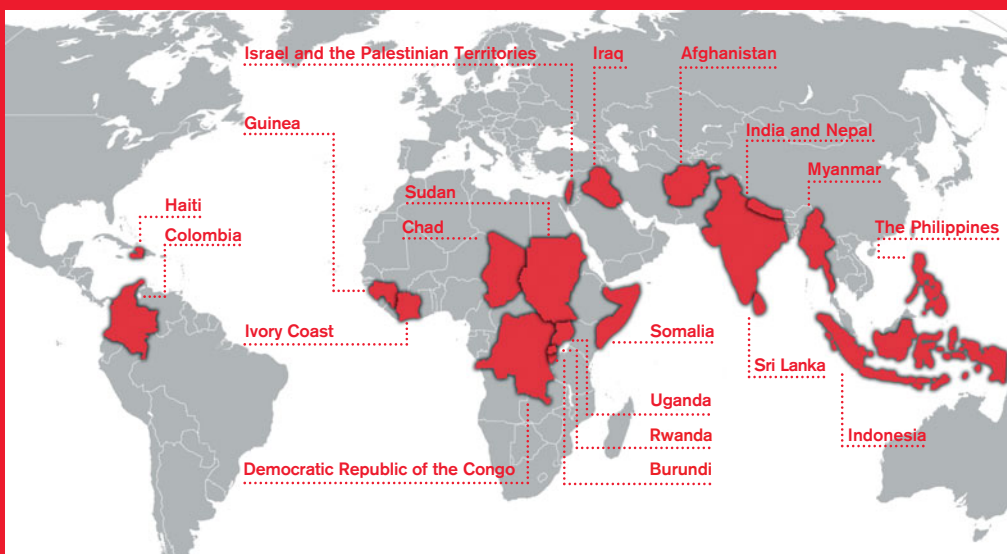 Israel and the Palestinian Territories
Iraq
Afghanistan
Guinea
India and Nepal
Myanmar
Sudan
Haiti
Chad
The Philippines
Colombia
Ivory Coast
Somalia
Sri Lanka
Uganda
Rwanda
Indonesia
Democratic Republic of the Congo
Burundi